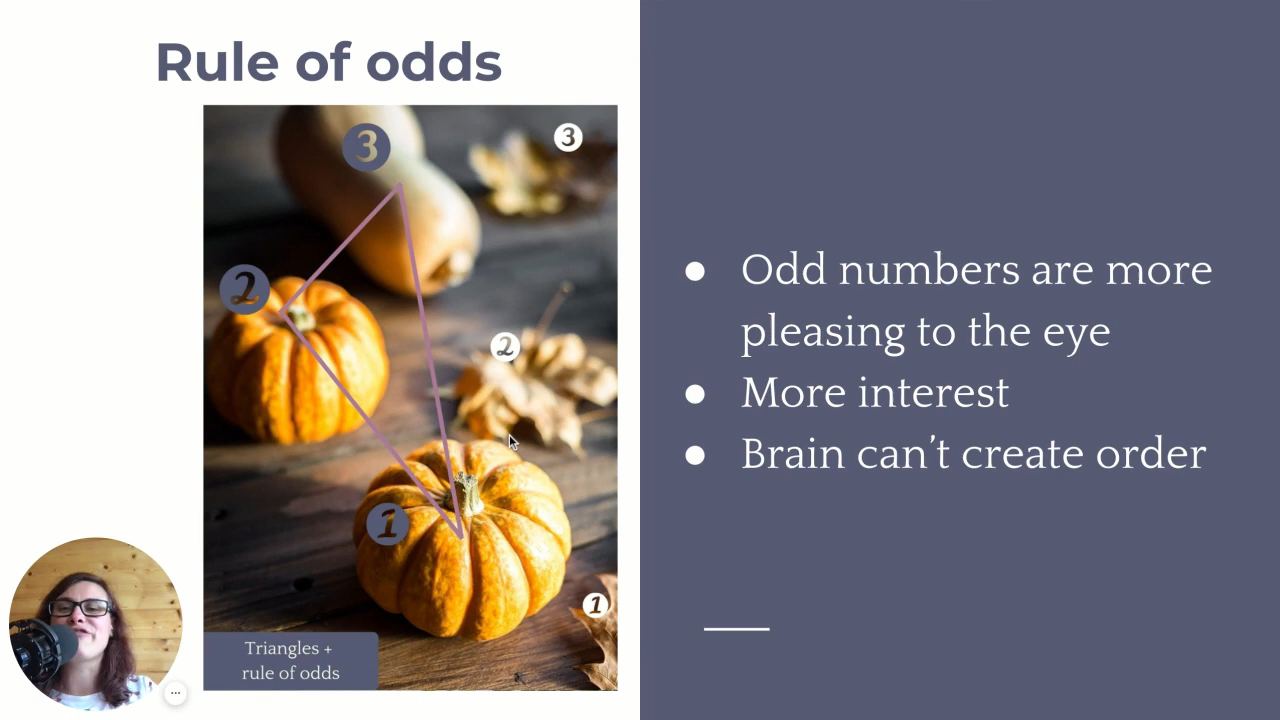 Rule of odds
3
3
2
2
1
1
Triangles +
rule of odds
● Odd numbers are more
pleasing to the eye
● More interest
● Brain can’t create order